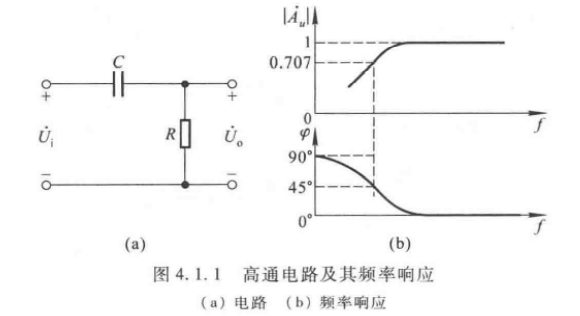 C
+
+
U̇i
R
U̇o
−
−
(a)
|Ȧu|
1
0.707
0
f
φ
90°
45°
0°
f
(b)
图 4.1.1 高通电路及其频率响应
(a) 电路 (b) 频率响应